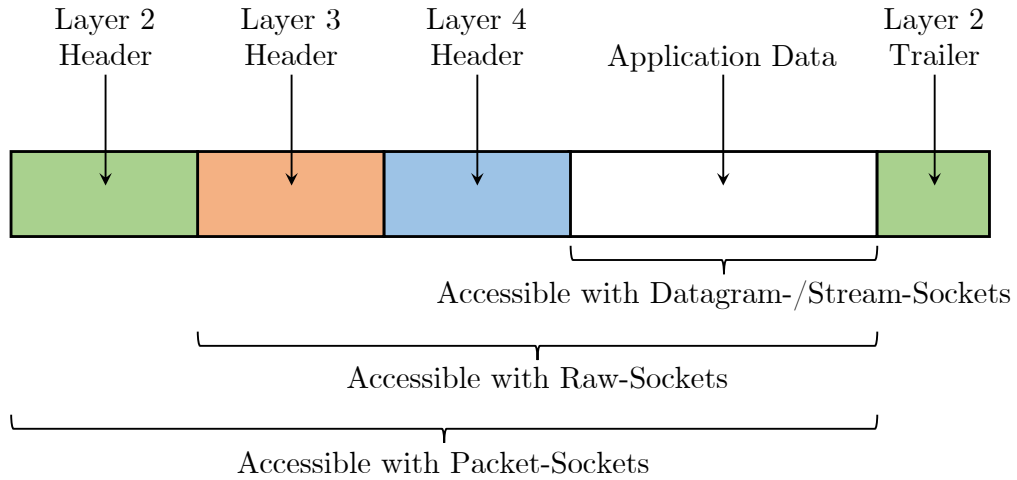 Layer 2
Header
Layer 3
Header
Layer 4
Header
Application Data
Layer 2
Trailer
Accessible with Datagram-/Stream-Sockets
Accessible with Raw-Sockets
Accessible with Packet-Sockets